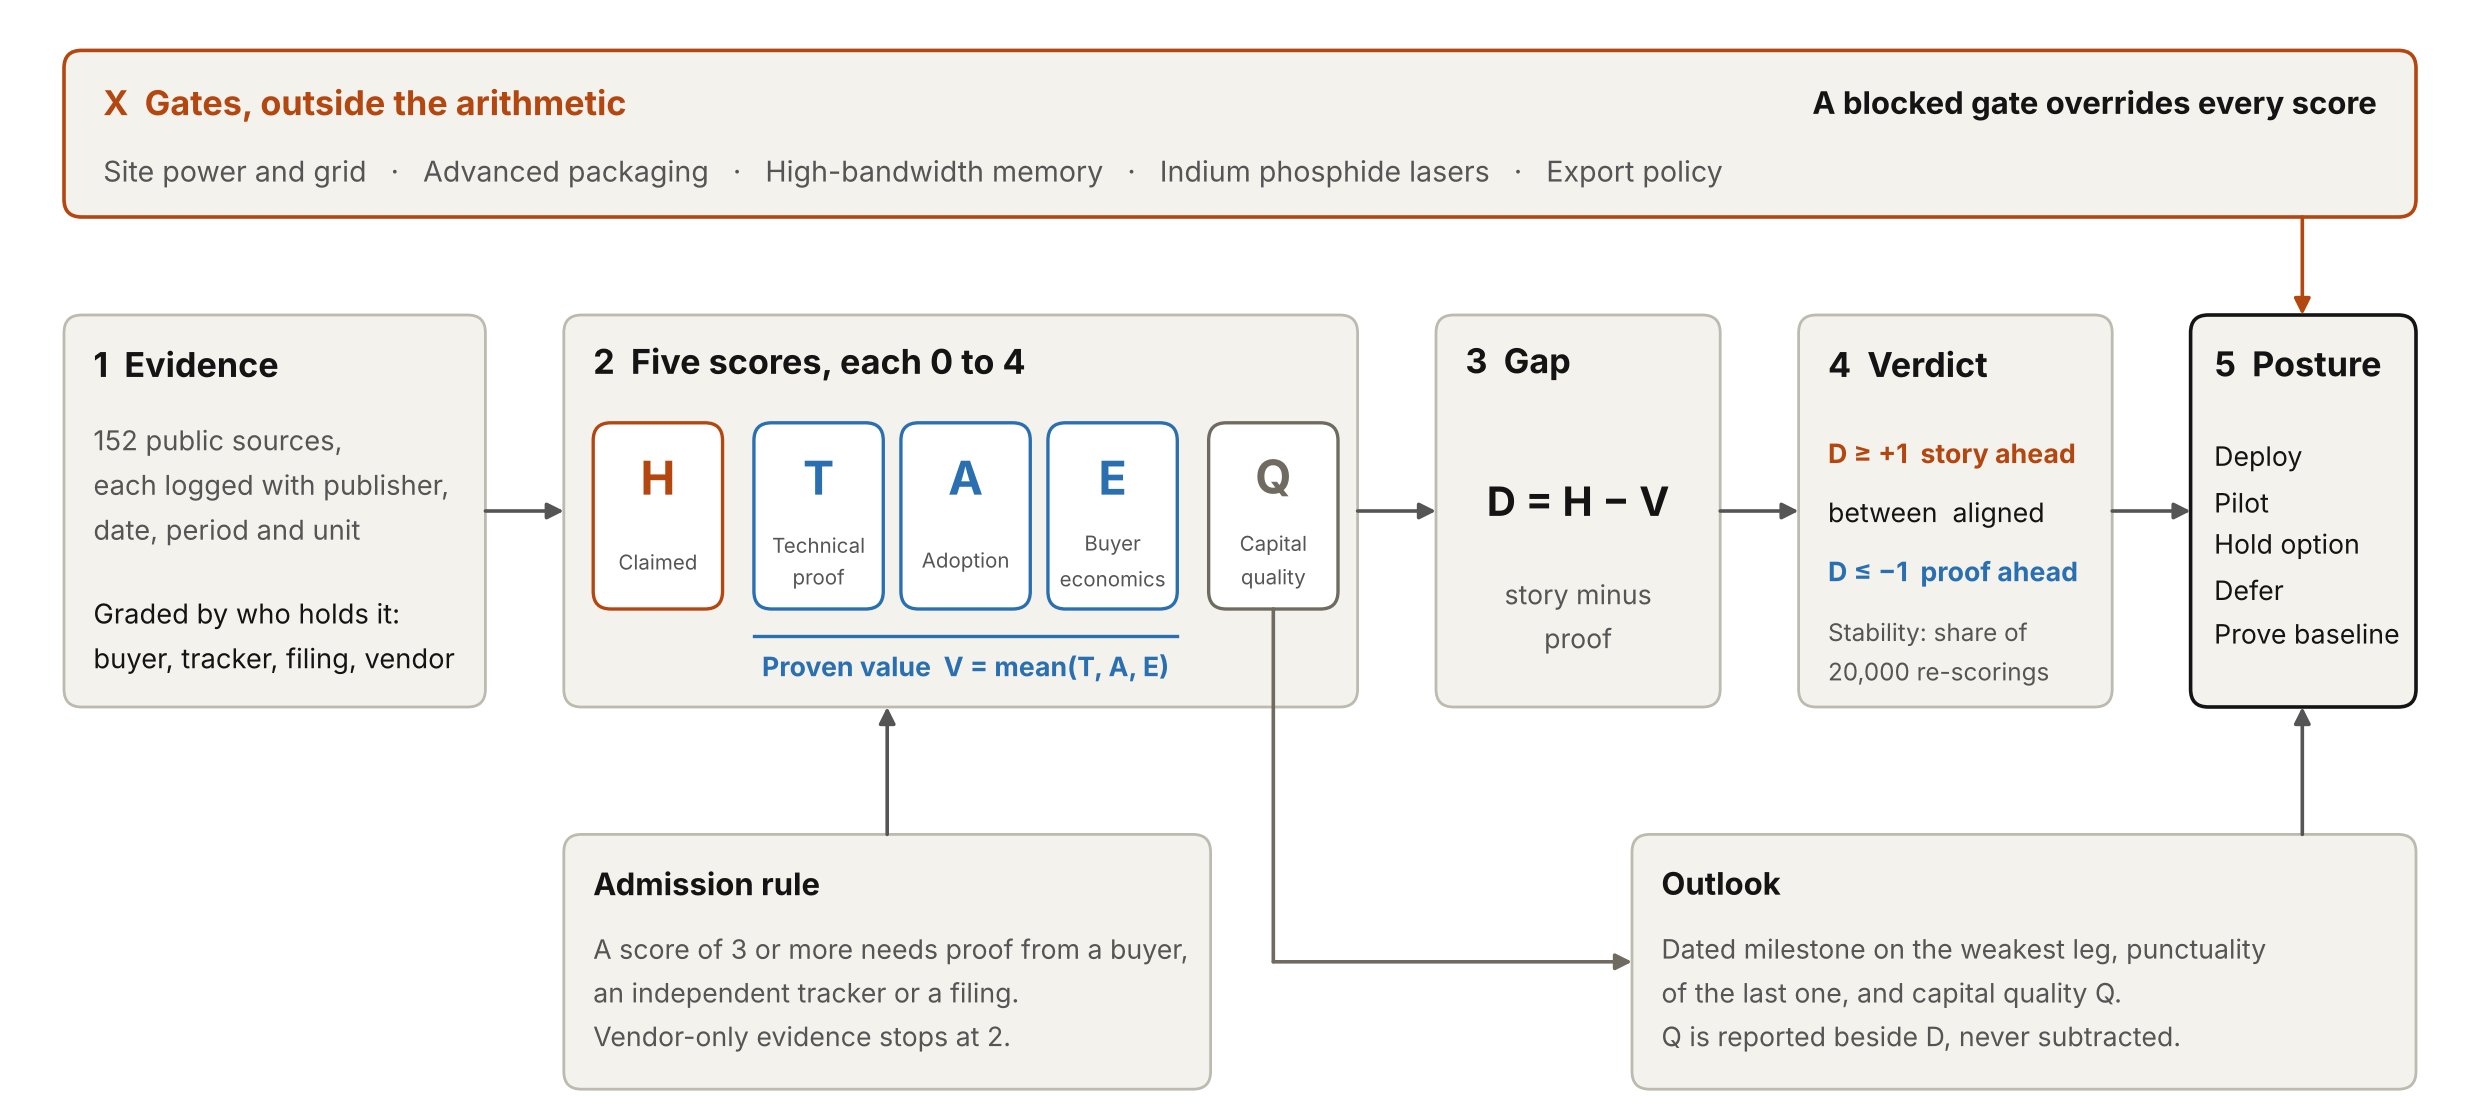 X Gates, outside the arithmetic
A blocked gate overrides every score
Site power and grid · Advanced packaging · High-bandwidth memory · Indium phosphide lasers · Export policy
1 Evidence
152 public sources,
each logged with publisher,
date, period and unit
Graded by who holds it:
buyer, tracker, filing, vendor
2 Five scores, each 0 to 4
H
Claimed
T
Technical
proof
A
Adoption
E
Buyer
economics
Q
Capital
quality
Proven value V = mean(T, A, E)
3 Gap
D = H − V
story minus
proof
4 Verdict
D ≥ +1 story ahead
between aligned
D ≤ −1 proof ahead
Stability: share of
20,000 re-scorings
5 Posture
Deploy
Pilot
Hold option
Defer
Prove baseline
Admission rule
A score of 3 or more needs proof from a buyer,
an independent tracker or a filing.
Vendor-only evidence stops at 2.
Outlook
Dated milestone on the weakest leg, punctuality
of the last one, and capital quality Q.
Q is reported beside D, never subtracted.